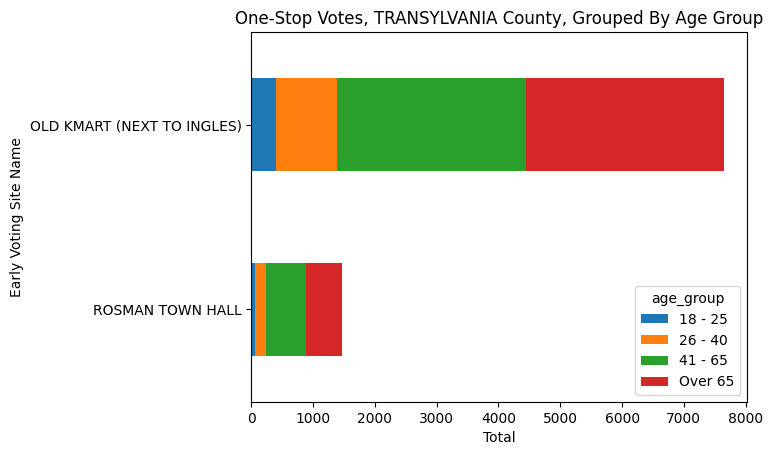 One-Stop Votes, TRANSYLVANIA County, Grouped By Age Group
Early Voting Site Name
OLD KMART (NEXT TO INGLES)
ROSMAN TOWN HALL
age_group
18 - 25
26 - 40
41 - 65
Over 65
0 1000 2000 3000 4000 5000 6000 7000 8000
Total